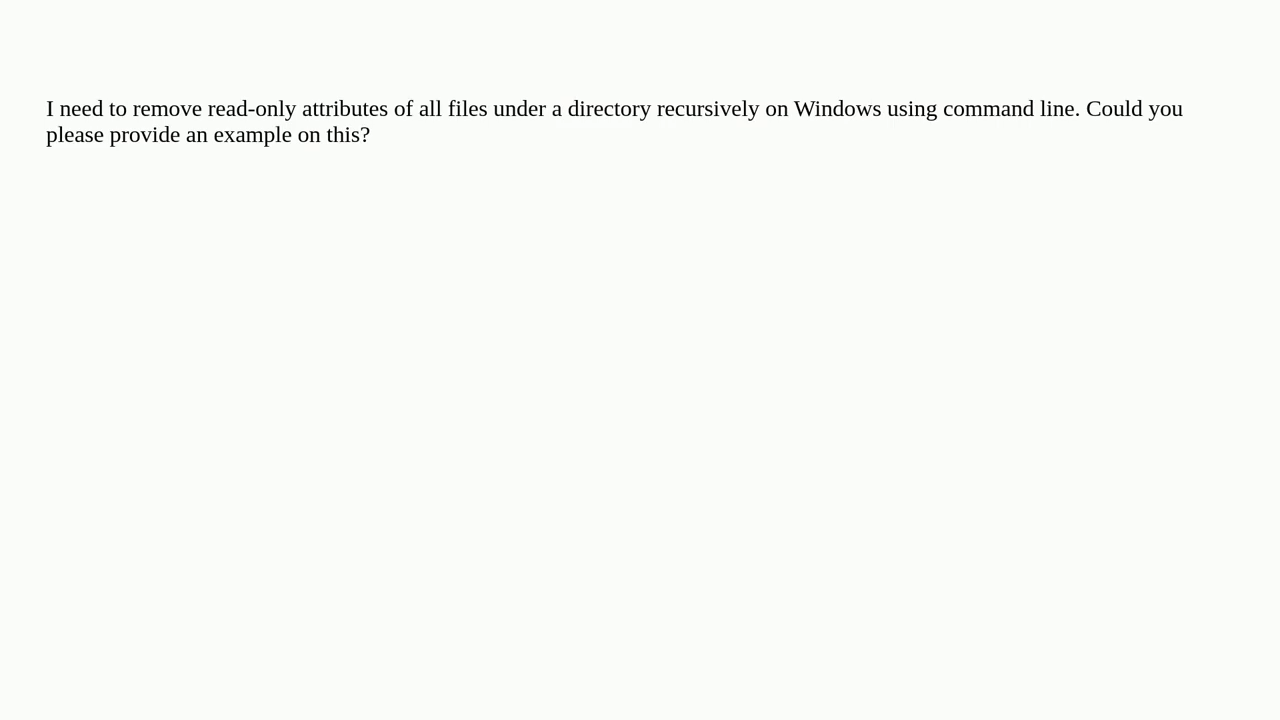 I need to remove read-only attributes of all files under a directory recursively on Windows using command line. Could you
please provide an example on this?